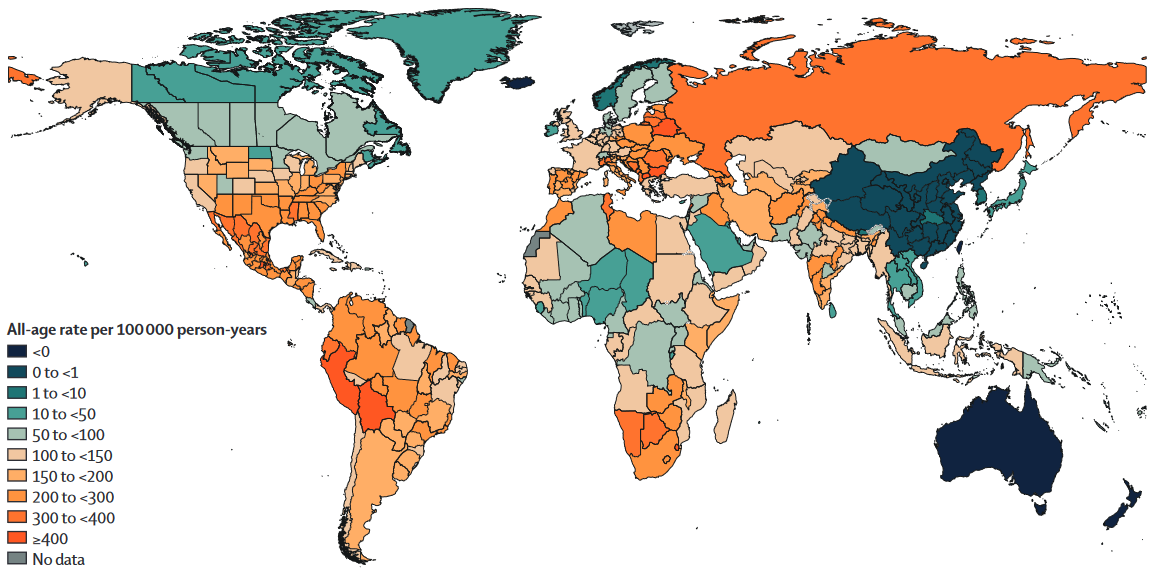 All-age rate per 100 000 person-years
<0
0 to <1
1 to <10
10 to <50
50 to <100
100 to <150
150 to <200
200 to <300
300 to <400
≥400
No data